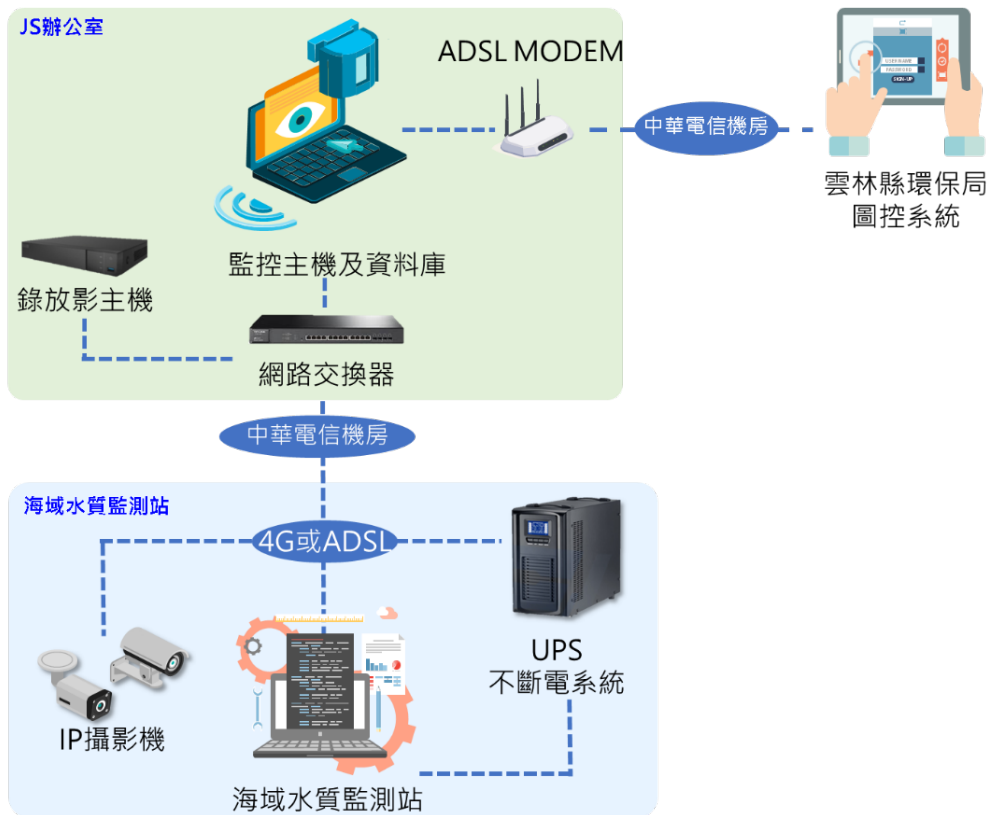 JS辦公室
ADSL MODEM
中華電信機房
雲林縣環保局
圖控系統
監控主機及資料庫
錄放影主機
網路交換器
中華電信機房
海域水質監測站
4G或ADSL
UPS
不斷電系統
IP攝影機
海域水質監測站